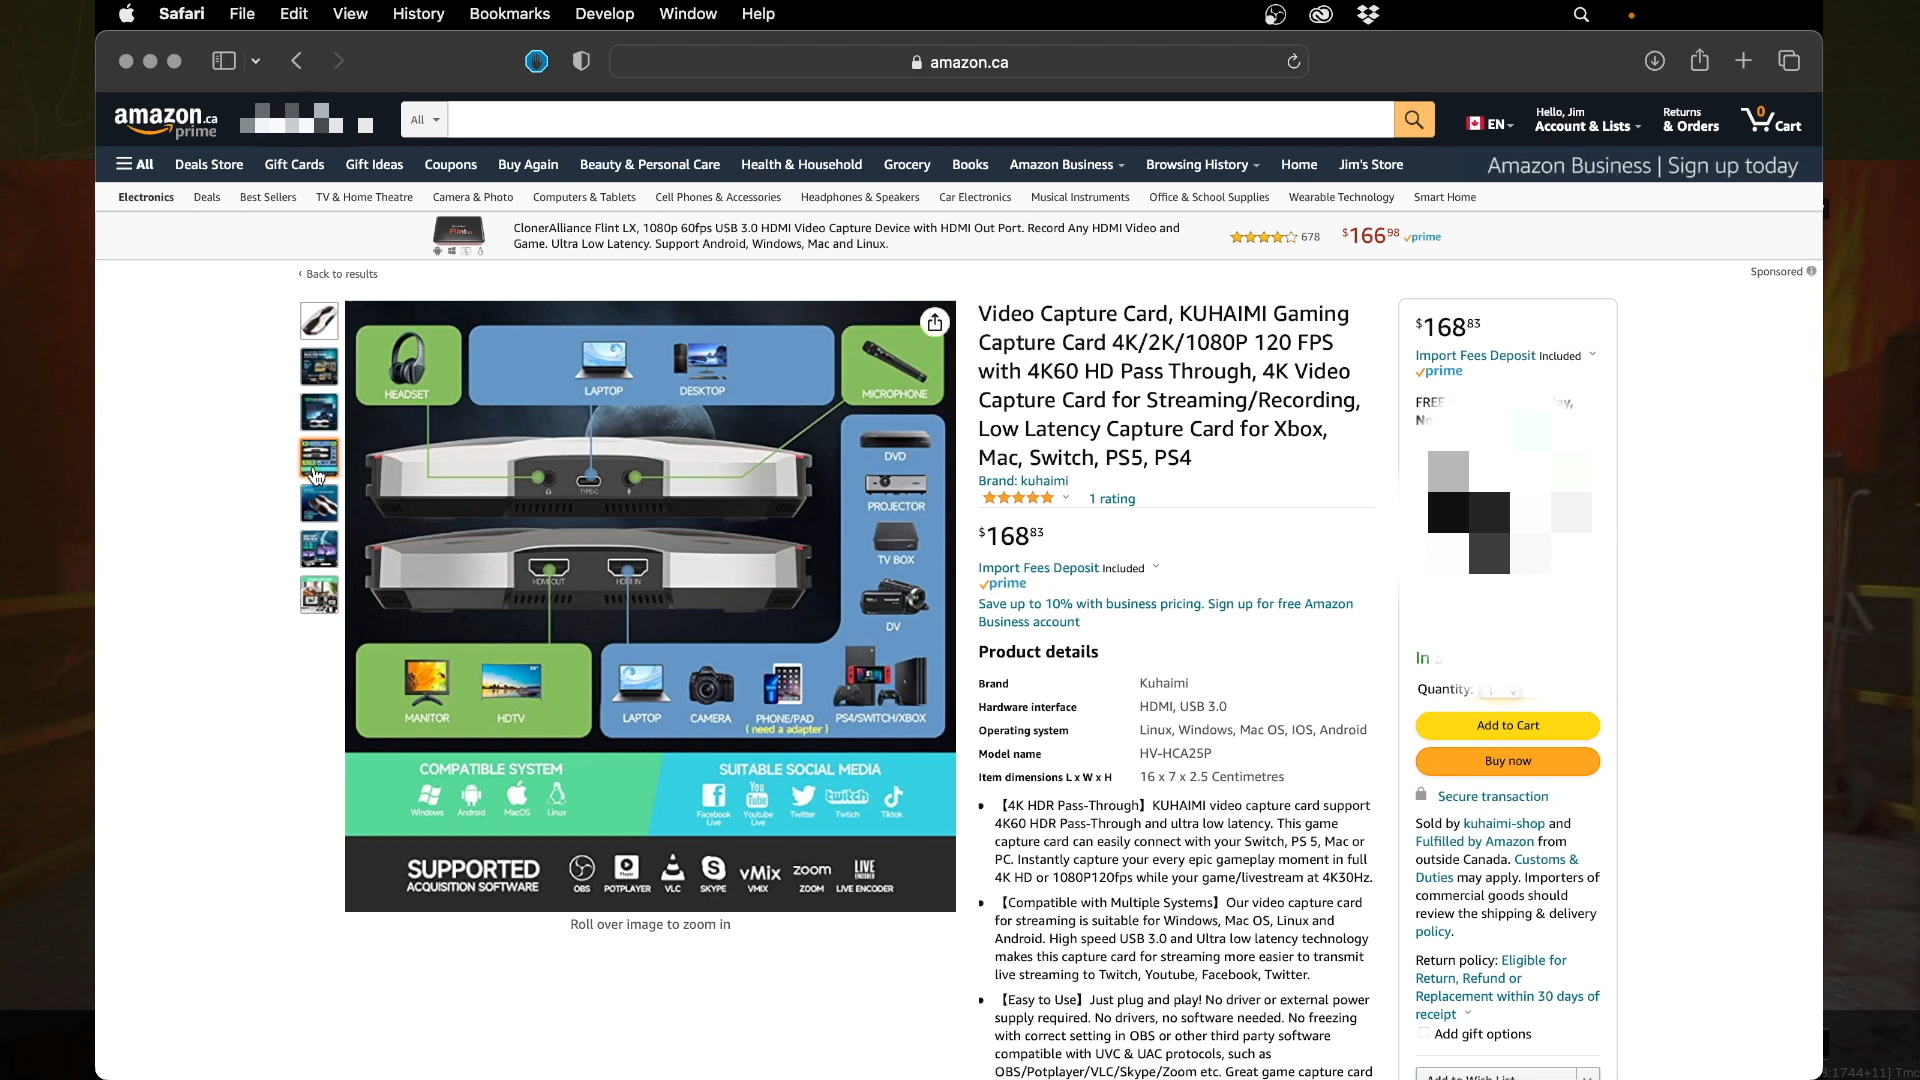 Safari File Edit View History Bookmarks Develop Window Help
amazon.ca
amazon.ca
prime
All
EN
Hello, Jim
Account & Lists
Returns
& Orders
0
Cart
All Deals Store Gift Cards Gift Ideas Coupons Buy Again Beauty & Personal Care Health & Household Grocery Books Amazon Business Browsing History Home Jim's Store
Amazon Business | Sign up today
Electronics Deals Best Sellers TV & Home Theatre Camera & Photo Computers & Tablets Cell Phones & Accessories Headphones & Speakers Car Electronics Musical Instruments Office & School Supplies Wearable Technology Smart Home
ClonerAlliance Flint LX, 1080p 60fps USB 3.0 HDMI Video Capture Device with HDMI Out Port. Record Any HDMI Video and
Game. Ultra Low Latency. Support Android, Windows, Mac and Linux.
678 $166 98 prime
‹ Back to results
Sponsored
HEADSET
LAPTOP DESKTOP
MICROPHONE
TYPE-C
DVD
PROJECTOR
TV BOX
DV
HDMI OUT HDMI IN
MANITOR HDTV
LAPTOP CAMERA PHONE/PAD PS4/SWITCH/XBOX
( need a adapter )
COMPATIBLE SYSTEM
Windows Android MacOS Linux
SUITABLE SOCIAL MEDIA
Facebook Live
You Tube
Youtube Live
Twitter
twitch
Twtich
Tiktok
SUPPORTED
ACQUISITION SOFTWARE
OBS POTPLAYER VLC SKYPE
vMix
VMIX
zoom
ZOOM
LIVE ENCODER
Roll over image to zoom in
Video Capture Card, KUHAIMI Gaming
Capture Card 4K/2K/1080P 120 FPS
with 4K60 HD Pass Through, 4K Video
Capture Card for Streaming/Recording,
Low Latency Capture Card for Xbox,
Mac, Switch, PS5, PS4
Brand: kuhaimi
1 rating
$168 83
Import Fees Deposit Included
prime
Save up to 10% with business pricing. Sign up for free Amazon
Business account
Product details
Brand Kuhaimi
Hardware interface HDMI, USB 3.0
Operating system Linux, Windows, Mac OS, IOS, Android
Model name HV-HCA25P
Item dimensions L x W x H 16 x 7 x 2.5 Centimetres
• 【4K HDR Pass-Through】KUHAIMI video capture card support
4K60 HDR Pass-Through and ultra low latency. This game
capture card can easily connect with your Switch, PS 5, Mac or
PC. Instantly capture your every epic gameplay moment in full
4K HD or 1080P120fps while your game/livestream at 4K30Hz.
• 【Compatible with Multiple Systems】Our video capture card
for streaming is suitable for Windows, Mac OS, Linux and
Android. High speed USB 3.0 and Ultra low latency technology
makes this capture card for streaming more easier to transmit
live streaming to Twitch, Youtube, Facebook, Twitter.
• 【Easy to Use】Just plug and play! No driver or external power
supply required. No drivers, no software needed. No freezing
with correct setting in OBS or other third party software
compatible with UVC & UAC protocols, such as
OBS/Potplayer/VLC/Skype/Zoom etc. Great game capture card
$168 83
Import Fees Deposit Included
prime
FREE
In
Quantity: 1
Add to Cart
Buy now
Secure transaction
Sold by kuhaimi-shop and
Fulfilled by Amazon from
outside Canada. Customs &
Duties may apply. Importers of
commercial goods should
review the shipping & delivery
policy.
Return policy: Eligible for
Return, Refund or
Replacement within 30 days of
receipt
Add gift options
Add to Wish List